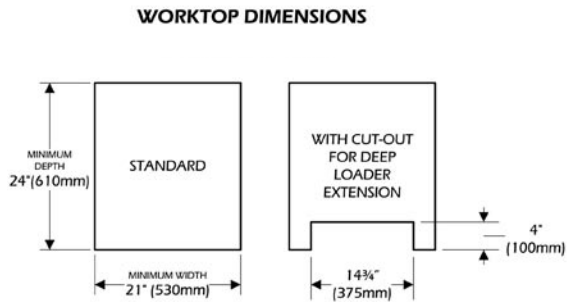 WORKTOP DIMENSIONS
MINIMUM
DEPTH
24"(610mm)
STANDARD
MINIMUM WIDTH
21" (530mm)
WITH CUT-OUT
FOR DEEP
LOADER
EXTENSION
4"
(100mm)
14¾"
(375mm)